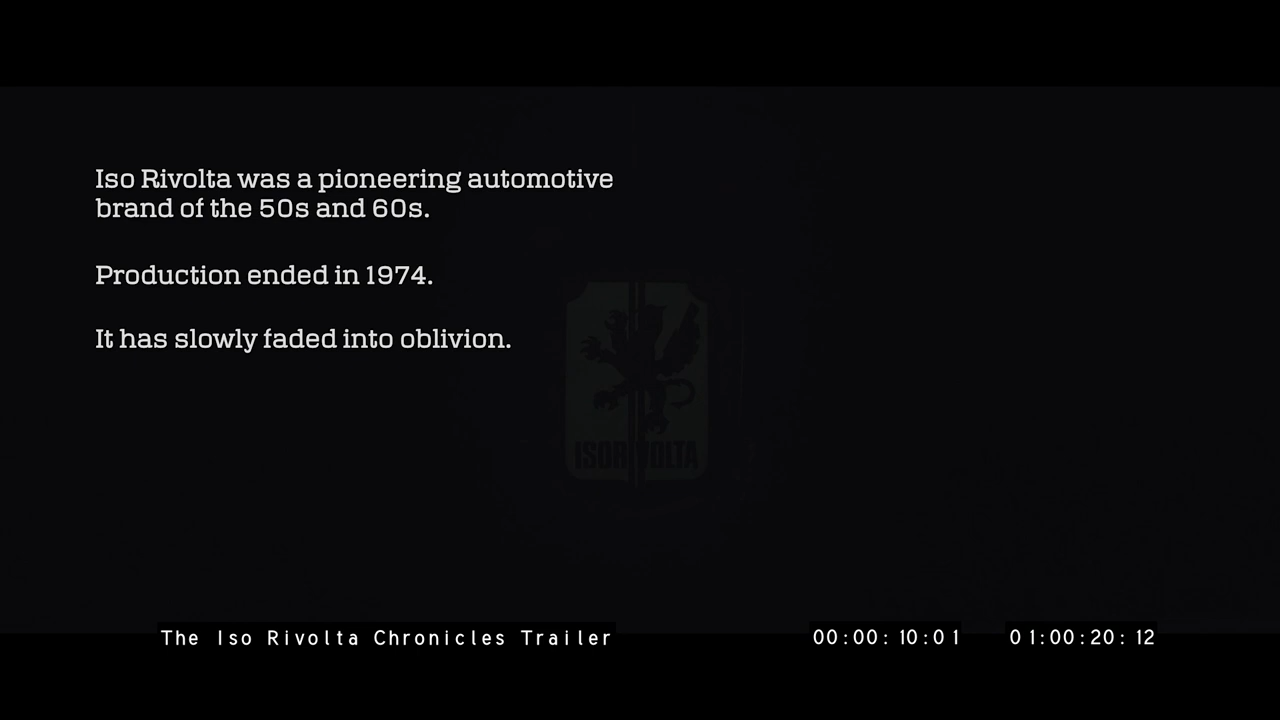 Iso Rivolta was a pioneering automotive
brand of the 50s and 60s.
Production ended in 1974.
It has slowly faded into oblivion.
ISORIVOLTA
The Iso Rivolta Chronicles Trailer
00:00:10:01
01:00:20:12